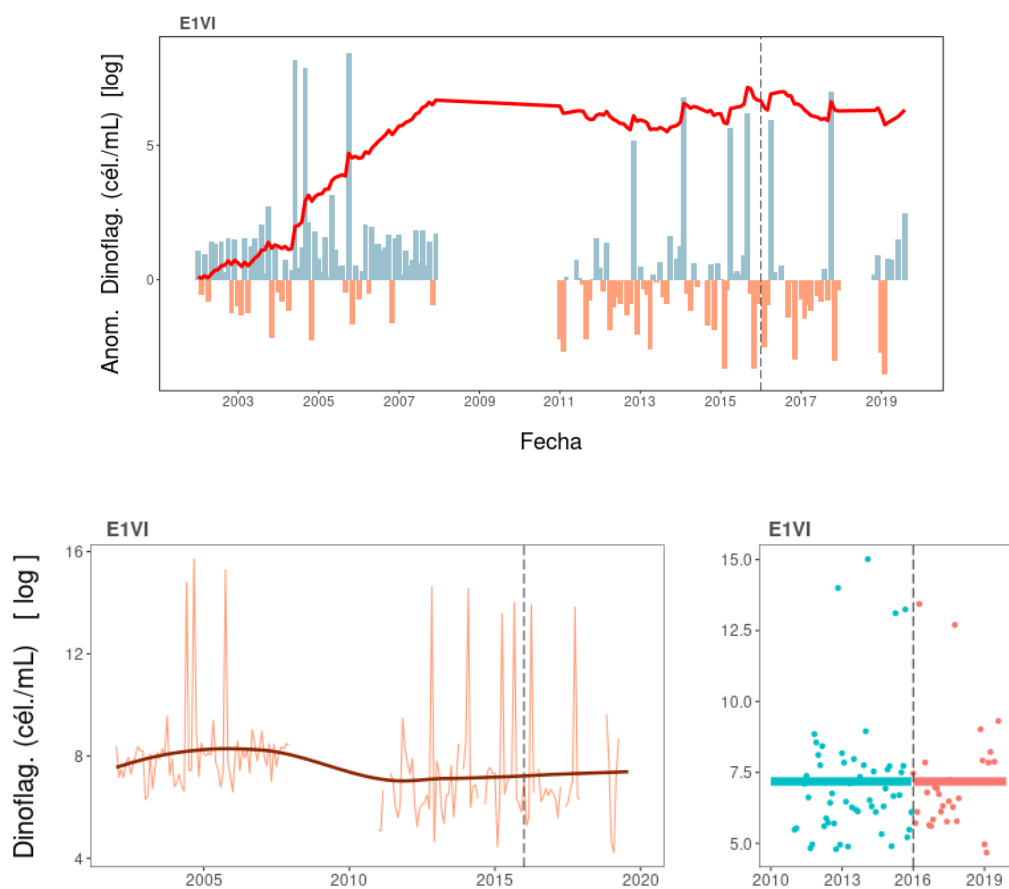 E1VI
Anom. Dinoflag. (cél./mL) [log]
5
0
2003 2005 2007 2009 2011 2013 2015 2017 2019
Fecha
E1VI
Dinoflag. (cél./mL) [ log ]
16
12
8
4
2005 2010 2015 2020
E1VI
15.0
12.5
10.0
7.5
5.0
2010 2013 2016 2019